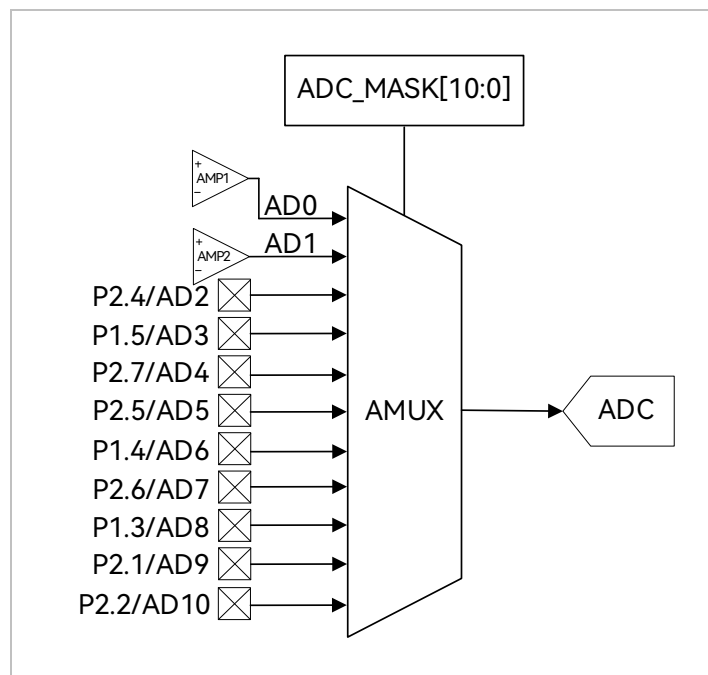 ADC_MASK[10:0]
+
AMP1
−
AD0
+
AMP2
−
AD1
P2.4/AD2
P1.5/AD3
P2.7/AD4
P2.5/AD5
P1.4/AD6
P2.6/AD7
P1.3/AD8
P2.1/AD9
P2.2/AD10
AMUX
ADC